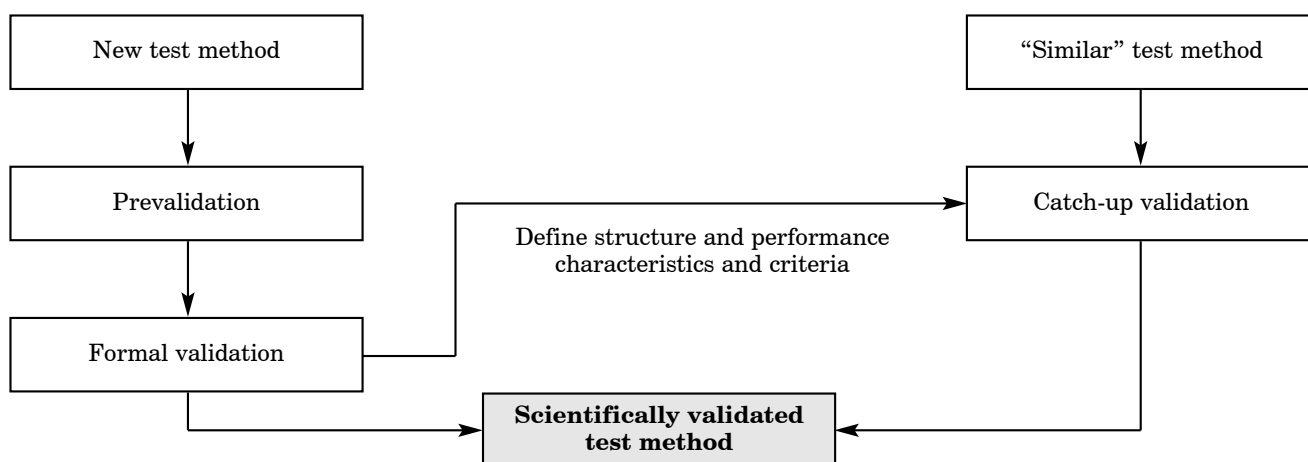 New test method
“Similar” test method
Prevalidation
Catch-up validation
Define structure and performance
characteristics and criteria
Formal validation
Scientifically validated
test method